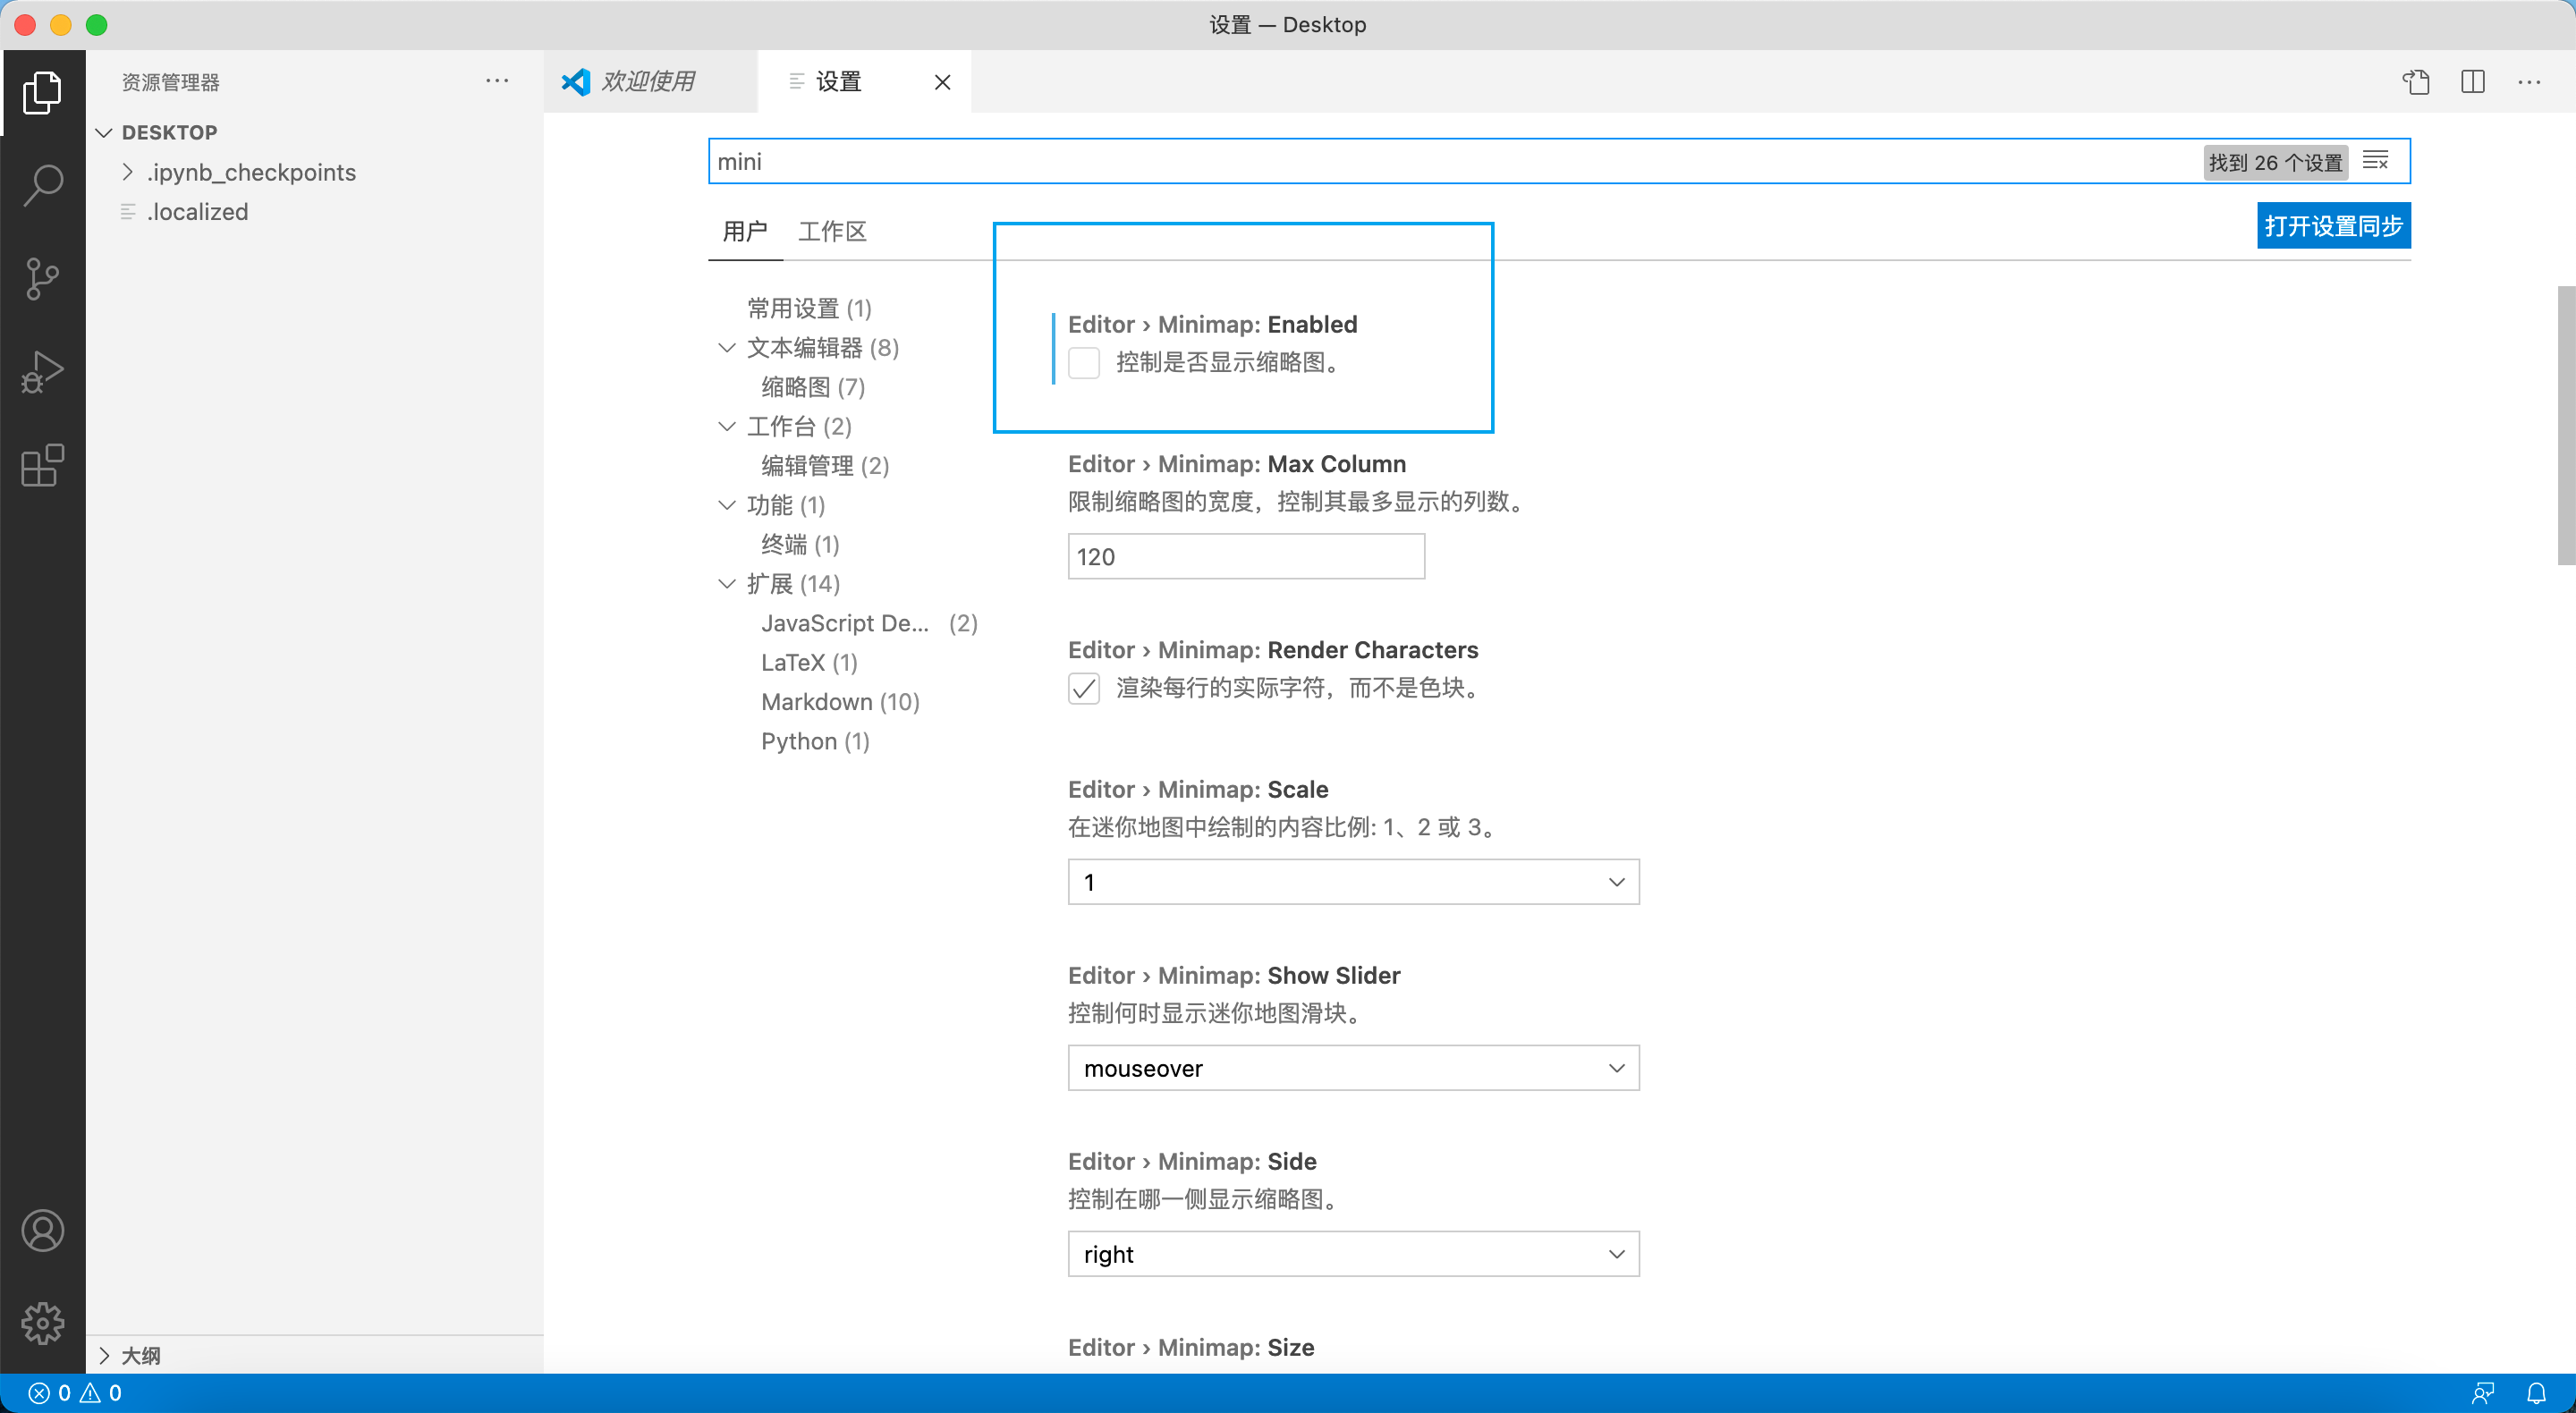 设置 — Desktop
资源管理器
欢迎使用
设置
DESKTOP
.ipynb_checkpoints
.localized
大纲
mini
找到 26 个设置
用户
工作区
打开设置同步
常用设置 (1)
文本编辑器 (8)
缩略图 (7)
工作台 (2)
编辑管理 (2)
功能 (1)
终端 (1)
扩展 (14)
JavaScript De... (2)
LaTeX (1)
Markdown (10)
Python (1)
Editor › Minimap: Enabled
控制是否显示缩略图。
Editor › Minimap: Max Column
限制缩略图的宽度，控制其最多显示的列数。
120
Editor › Minimap: Render Characters
渲染每行的实际字符，而不是色块。
Editor › Minimap: Scale
在迷你地图中绘制的内容比例: 1、2 或 3。
1
Editor › Minimap: Show Slider
控制何时显示迷你地图滑块。
mouseover
Editor › Minimap: Side
控制在哪一侧显示缩略图。
right
Editor › Minimap: Size
0 0